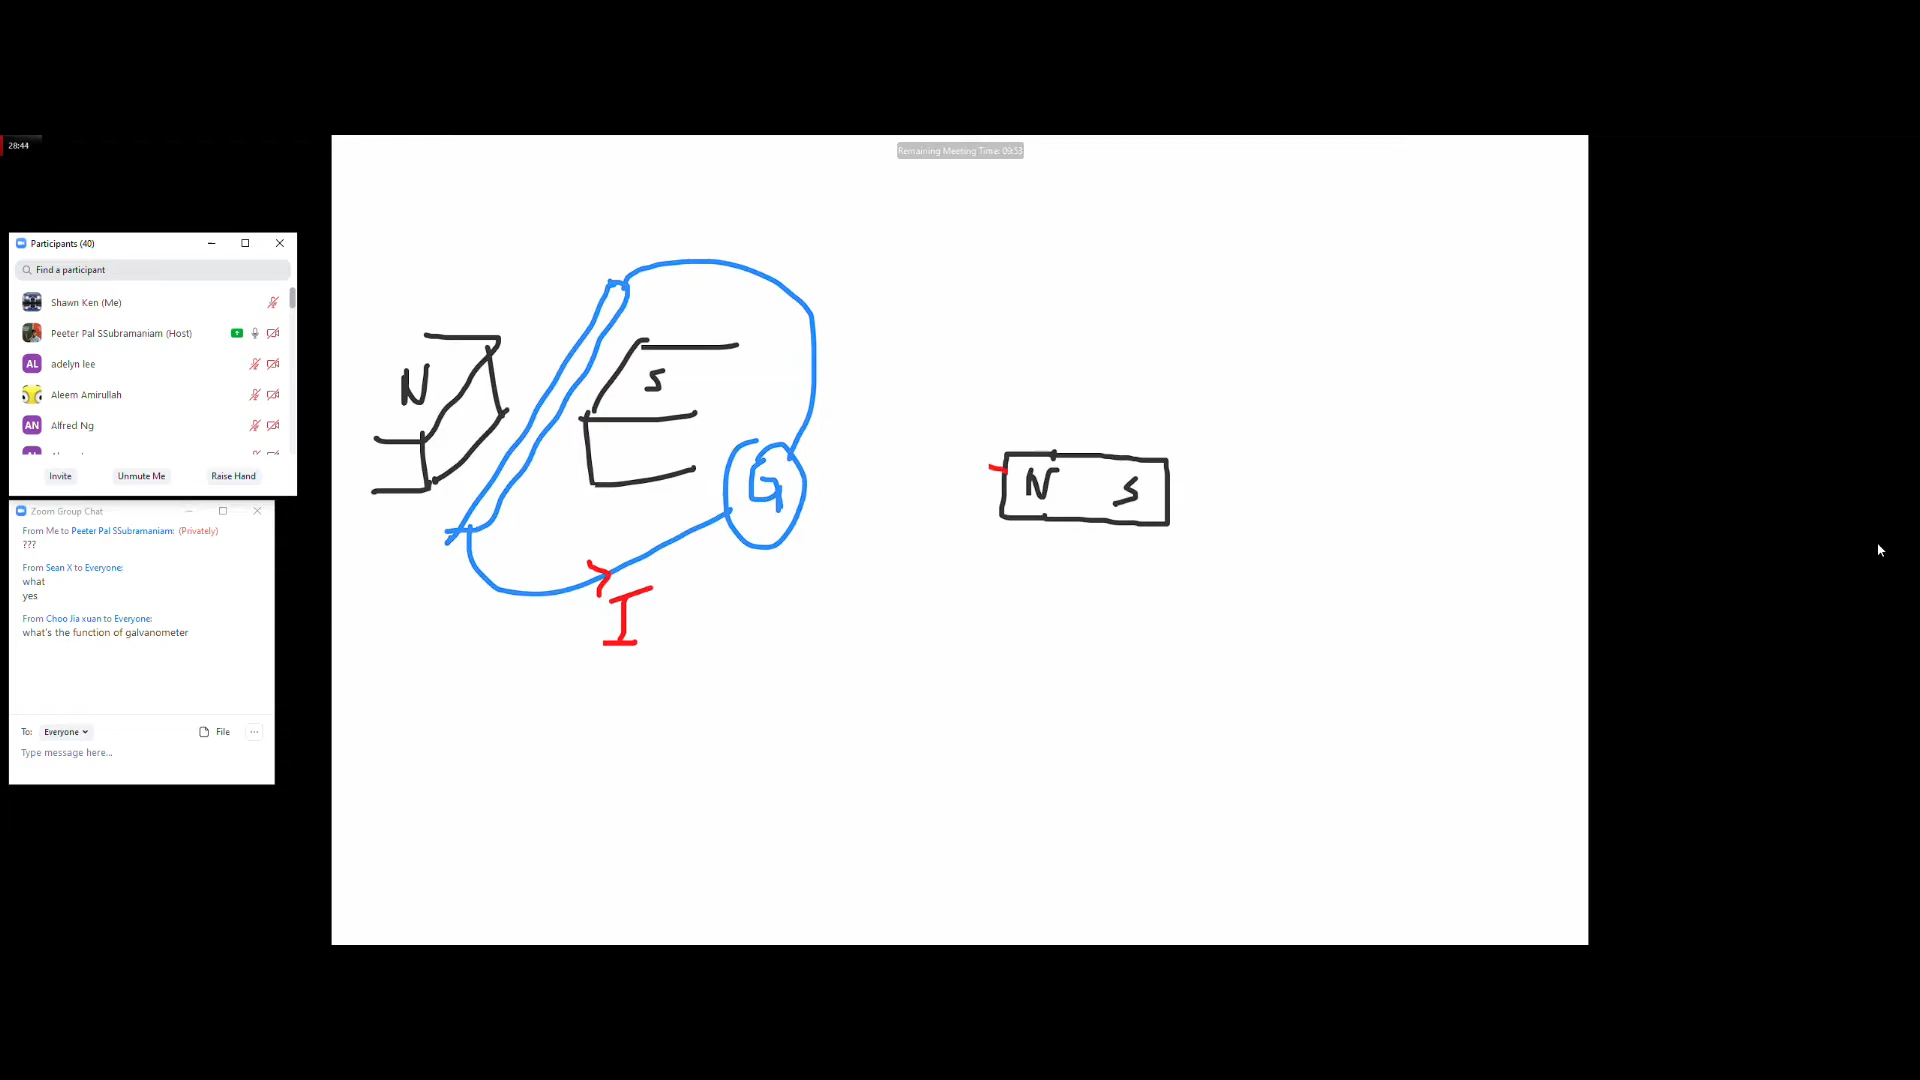 28:44
Remaining Meeting Time: 09:53
Participants (40)
Find a participant
Shawn Ken (Me)
Peeter Pal SSubramaniam (Host)
AL adelyn lee
Aleem Amirullah
AN Alfred Ng
Invite
Unmute Me
Raise Hand
Zoom Group Chat
From Me to Peeter Pal SSubramaniam: (Privately)
???
From Sean X to Everyone:
what
yes
From Choo Jia xuan to Everyone:
what's the function of galvanometer
To: Everyone
File
...
Type message here...
N
S
G
I
N S